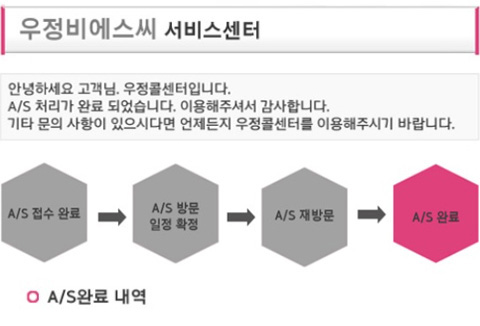 우정비에스씨 서비스센터
안녕하세요 고객님. 우정콜센터입니다.
A/S 처리가 완료 되었습니다. 이용해주셔서 감사합니다.
기타 문의 사항이 있으시다면 언제든지 우정콜센터를 이용해주시기 바랍니다.
A/S 접수 완료
A/S 방문
일정 확정
A/S 재방문
A/S 완료
A/S완료 내역